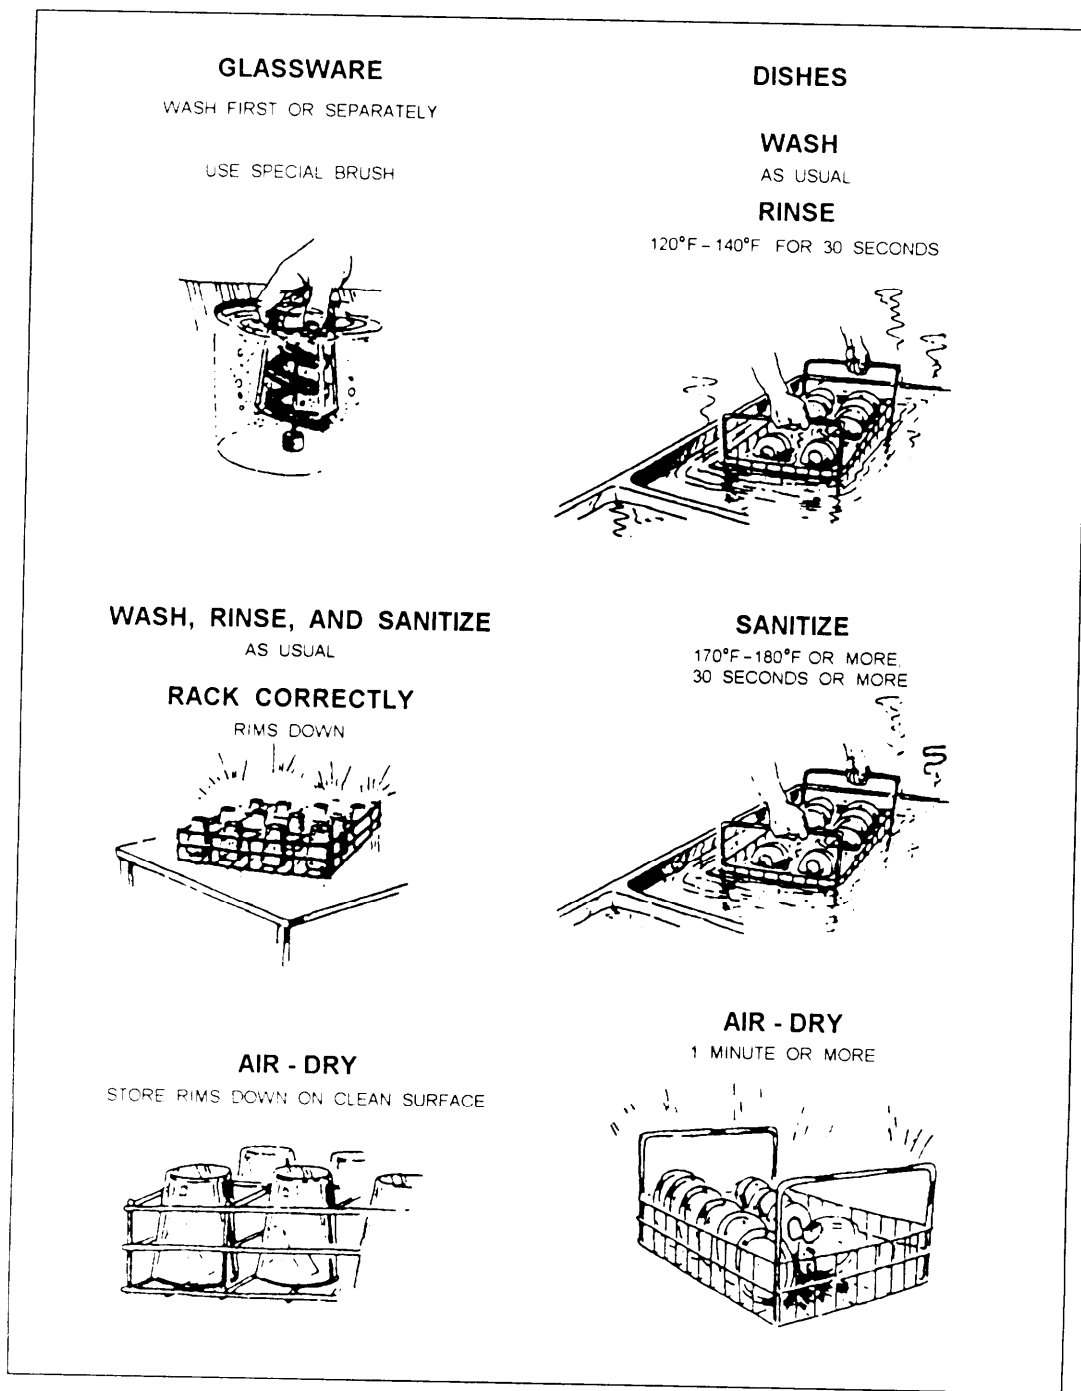 GLASSWARE
WASH FIRST OR SEPARATELY
USE SPECIAL BRUSH
WASH, RINSE, AND SANITIZE
AS USUAL
RACK CORRECTLY
RIMS DOWN
AIR - DRY
STORE RIMS DOWN ON CLEAN SURFACE
DISHES
WASH
AS USUAL
RINSE
120°F – 140°F FOR 30 SECONDS
SANITIZE
170°F – 180°F OR MORE,
30 SECONDS OR MORE
AIR - DRY
1 MINUTE OR MORE